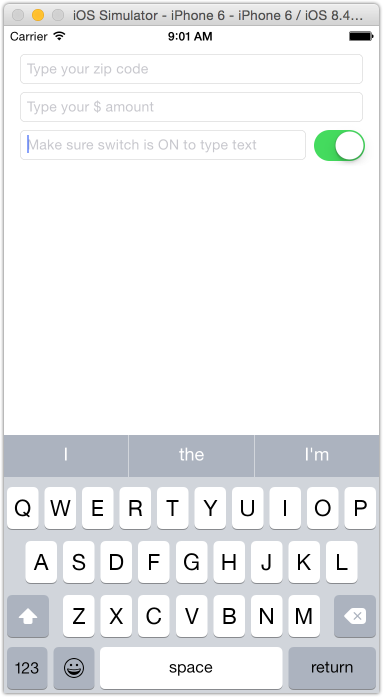 iOS Simulator - iPhone 6 - iPhone 6 / iOS 8.4...
Carrier 9:01 AM
Type your zip code
Type your $ amount
Make sure switch is ON to type text
I the I'm
Q W E R T Y U I O P
A S D F G H J K L
Z X C V B N M
123 space return